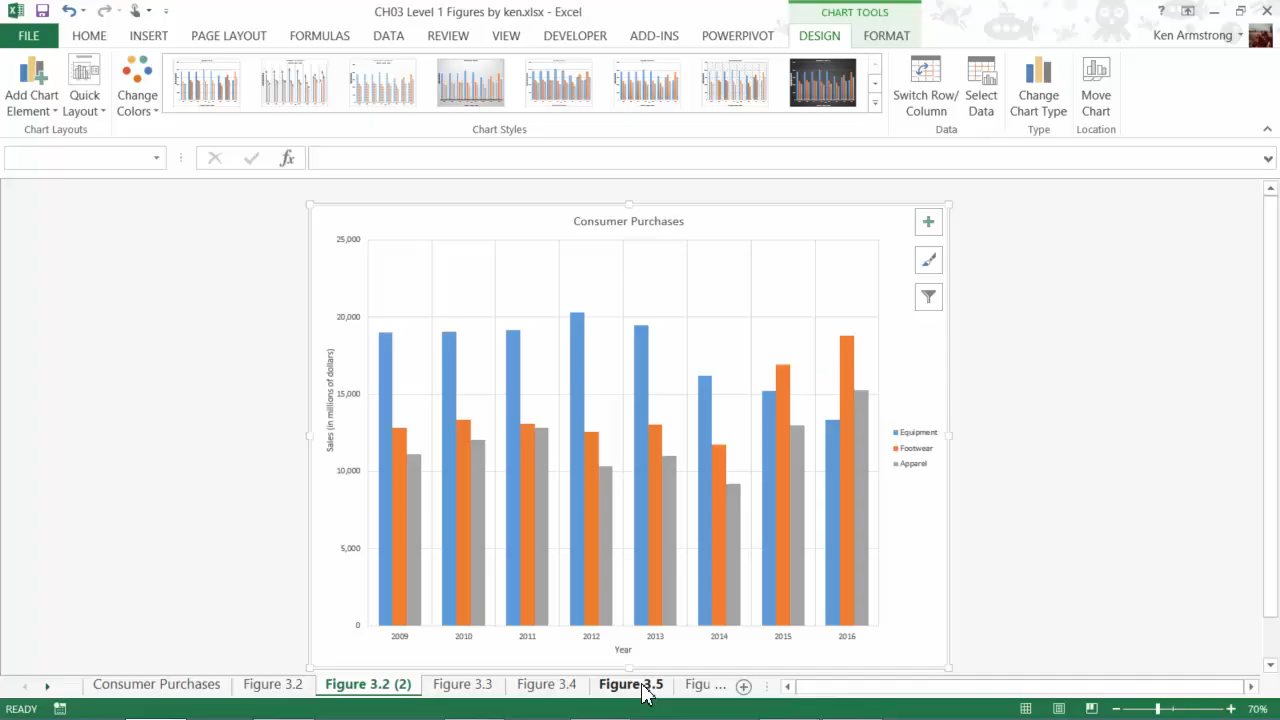 CH03 Level 1 Figures by ken.xlsx - Excel
CHART TOOLS
?
FILE HOME INSERT PAGE LAYOUT FORMULAS DATA REVIEW VIEW DEVELOPER ADD-INS POWERPIVOT DESIGN FORMAT Ken Armstrong
Add Chart Element
Quick Layout
Change Colors
Switch Row/ Column
Select Data
Change Chart Type
Move Chart
Chart Layouts Chart Styles Data Type Location
fx
Consumer Purchases
25,000
20,000
15,000
10,000
5,000
0
Sales (in millions of dollars)
Equipment
Footwear
Apparel
2009 2010 2011 2012 2013 2014 2015 2016
Year
Consumer Purchases Figure 3.2 Figure 3.2 (2) Figure 3.3 Figure 3.4 Figure 3.5 Figu ...
READY 70%